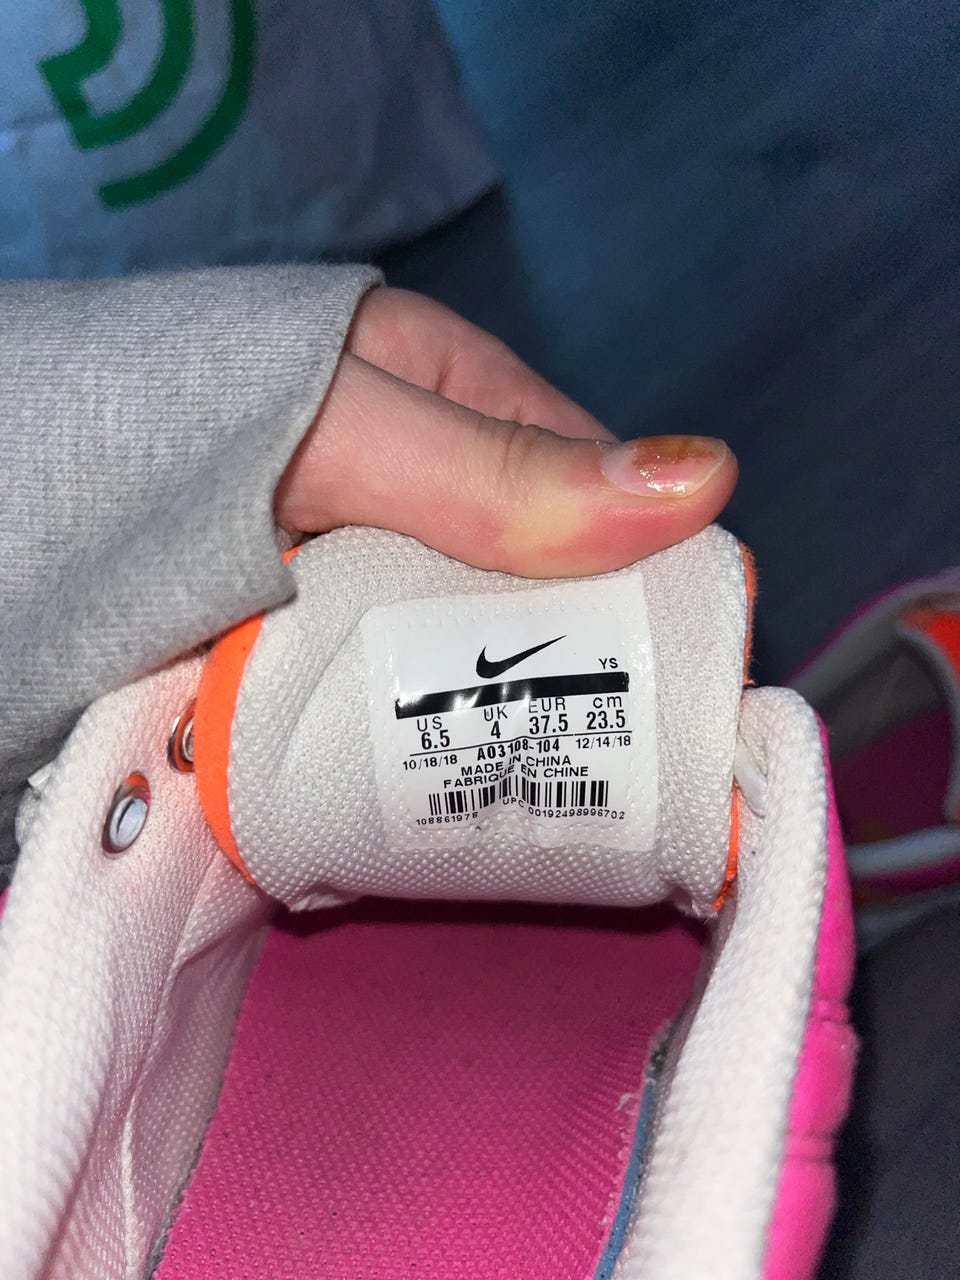 YS
US UK EUR cm
6.5 4 37.5 23.5
10/18/18 AO3108-104 12/14/18
MADE IN CHINA
FABRIQUE EN CHINE
108861978 UPC 00192498996702